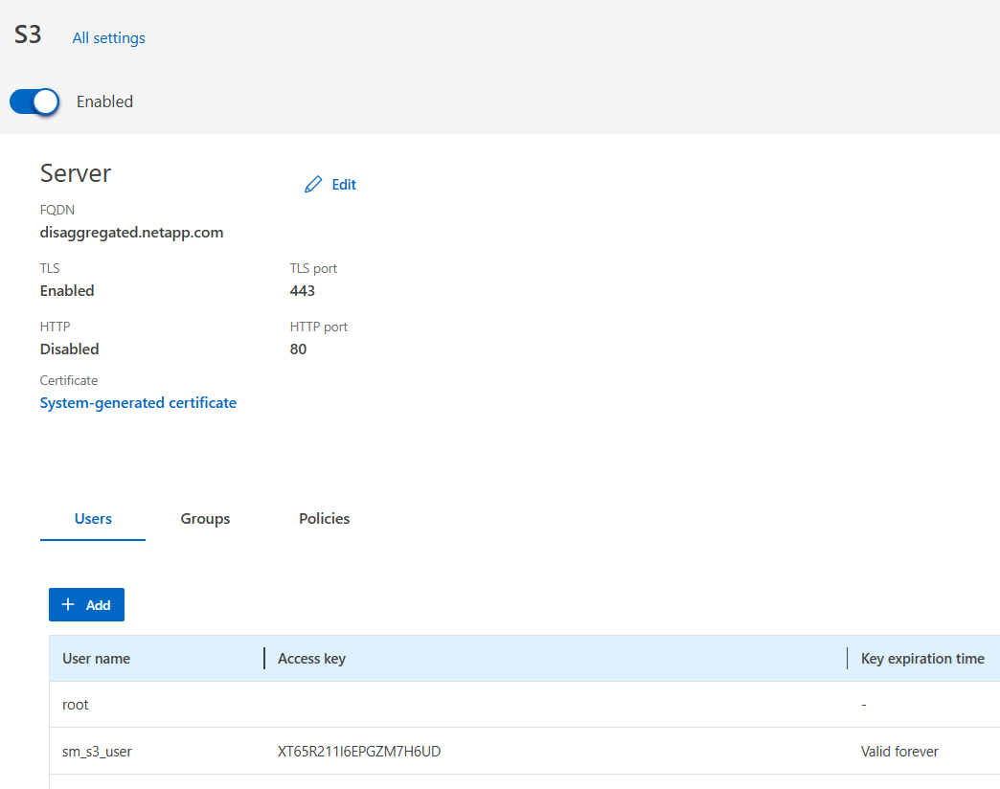 S3 All settings
Enabled
Server Edit
FQDN
disaggregated.netapp.com
TLS TLS port
Enabled 443
HTTP HTTP port
Disabled 80
Certificate
System-generated certificate
Users Groups Policies
+ Add
User name Access key Key expiration time
root -
sm_s3_user XT65R211I6EPGZM7H6UD Valid forever